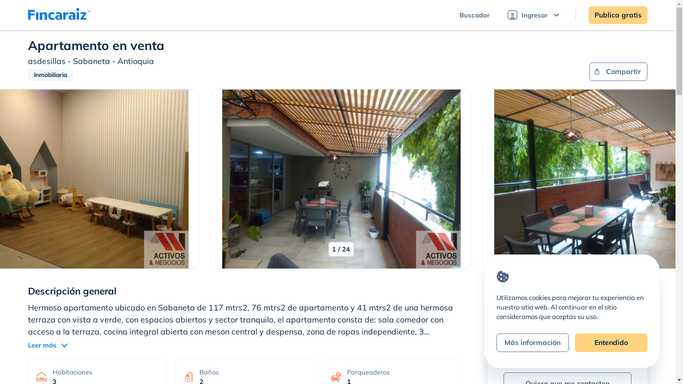 Fincaraiz
Buscador
Ingresar
Publica gratis
Apartamento en venta
asdesillas - Sabaneta - Antioquia
Inmobiliaria
Compartir
ACTIVOS
& NEGOCIOS
1 / 24
ACTIVOS
& NEGOCIOS
Descripción general
Hermoso apartamento ubicado en Sabaneta de 117 mtrs2, 76 mtrs2 de apartamento y 41 mtrs2 de una hermosa
terraza con vista a verde, con espacios abiertos y sector tranquilo, el apartamento consta de: sala comedor con
acceso a la terraza, cocina integral abierta con meson central y despensa, zona de ropas independiente, 3...
Leer más
Habitaciones
3
Baños
2
Parqueaderos
1
Utilizamos cookies para mejorar tu experiencia en
nuestro sitio web. Al continuar en el sitio
consideramos que aceptas su uso.
Más información
Entendido
Quiero que me contacten